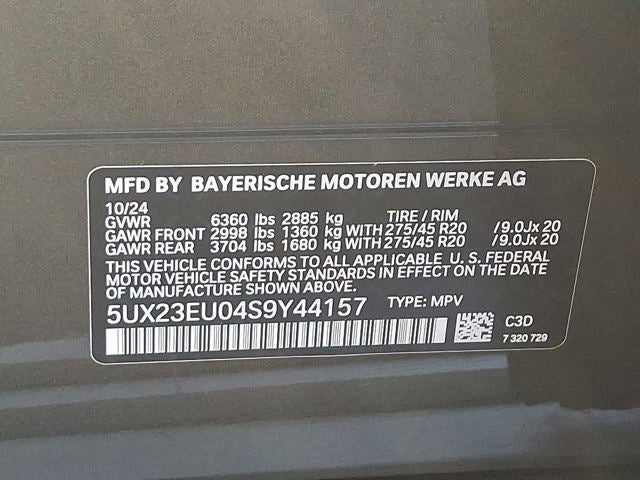 MFD BY BAYERISCHE MOTOREN WERKE AG
10/24
GVWR 6360 lbs 2885 kg TIRE / RIM
GAWR FRONT 2998 lbs 1360 kg WITH 275/45 R20 / 9.0Jx 20
GAWR REAR 3704 lbs 1680 kg WITH 275/45 R20 / 9.0Jx 20
THIS VEHICLE CONFORMS TO ALL APPLICABLE U. S. FEDERAL
MOTOR VEHICLE SAFETY STANDARDS IN EFFECT ON THE DATE
OF MANUFACTURE SHOWN ABOVE.
5UX23EU04S9Y44157 TYPE: MPV
C3D
7 320 729